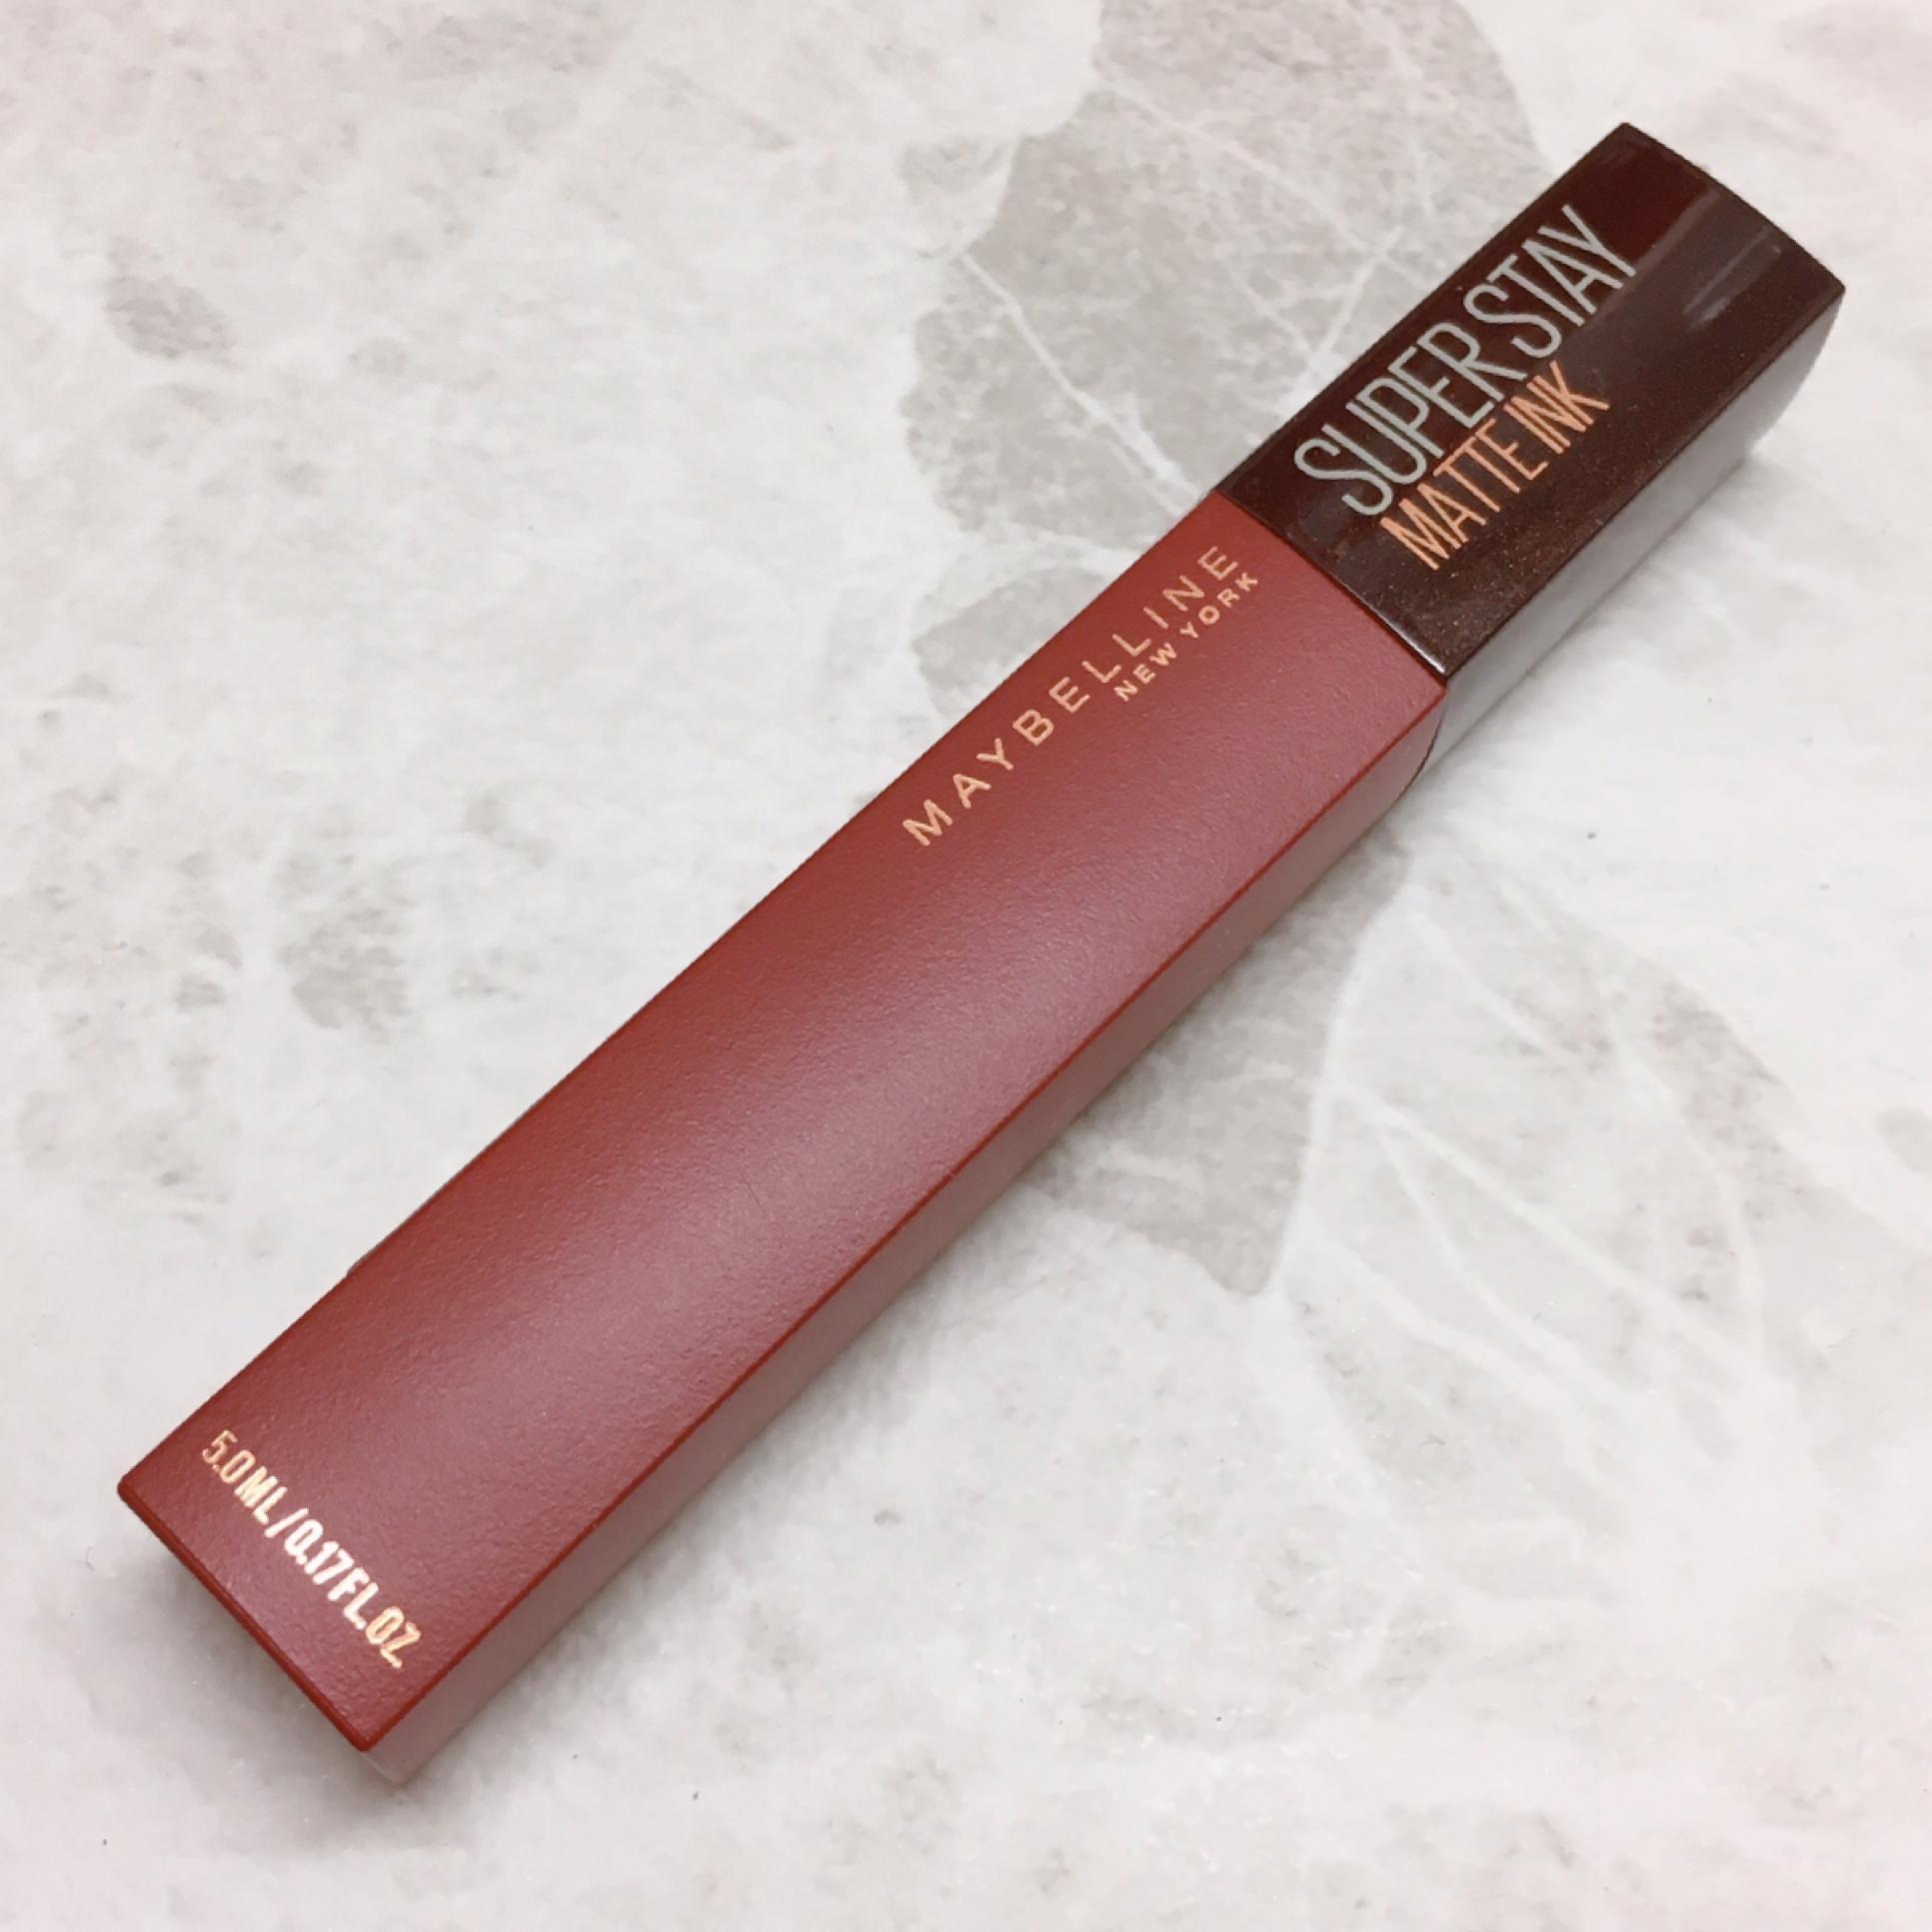 SUPER STAY
MATTE INK
MAYBELLINE
NEW YORK
5.0ML/0.17FL.OZ.